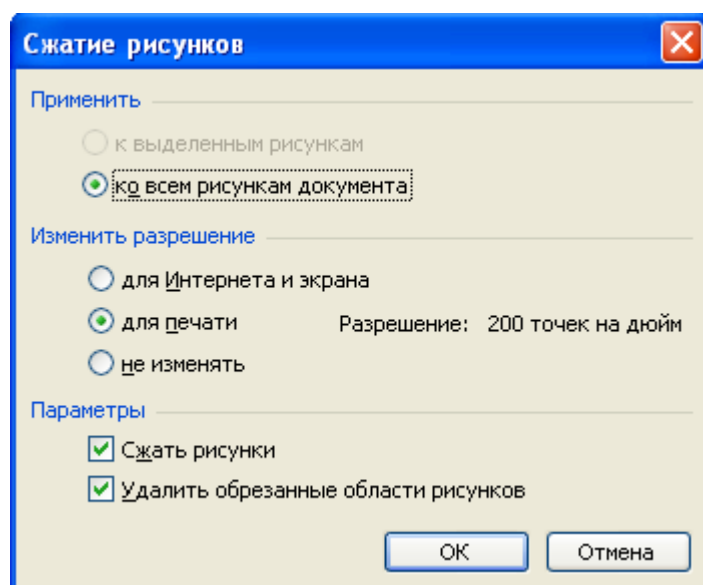 Сжатие рисунков
Применить
к выделенным рисункам
ко всем рисункам документа
Изменить разрешение
для Интернета и экрана
для печати Разрешение: 200 точек на дюйм
не изменять
Параметры
Сжать рисунки
Удалить обрезанные области рисунков
ОК Отмена